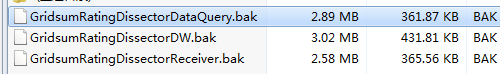 GridsumRatingDissectorDataQuery.bak 2.89 MB 361.87 KB BAK
GridsumRatingDissectorDW.bak 3.02 MB 431.81 KB BAK
GridsumRatingDissectorReceiver.bak 2.58 MB 365.56 KB BAK